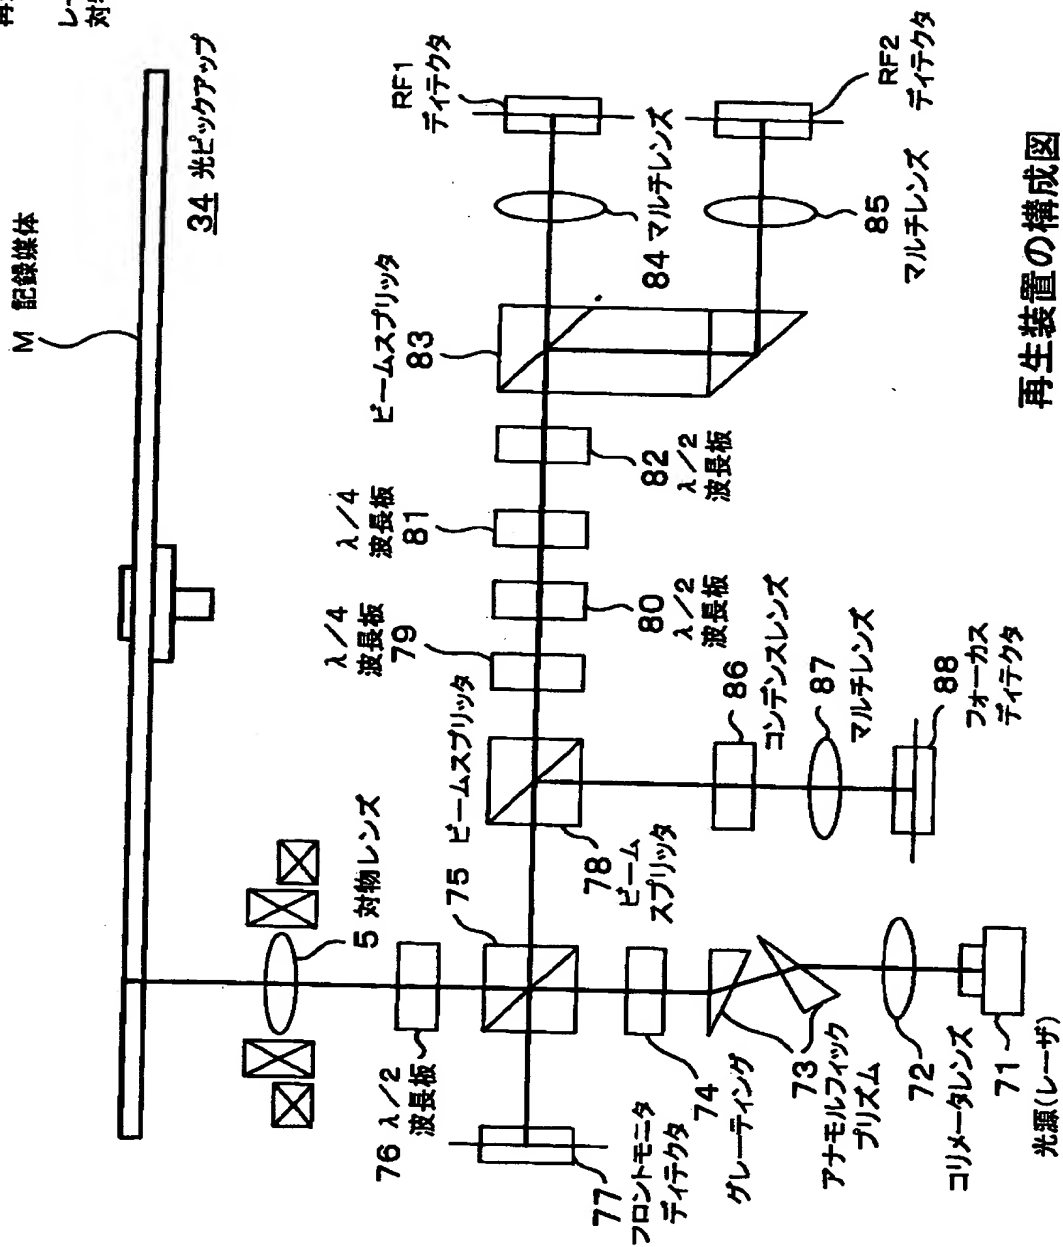 再
レー
対
M 記録媒体
34 光ピックアップ
RF1
ディテクタ
RF2
ディテクタ
84 マルチレンズ
85
マルチレンズ
ビームスプリッタ
83
82
λ/2
波長板
λ/4
波長板
81
80
λ/2
波長板
λ/4
波長板
79
75 ビームスプリッタ
78
ビーム
スプリッタ
86
コンデンスレンズ
87
マルチレンズ
88
フォーカス
ディテクタ
5 対物レンズ
76 λ/2
波長板
77
フロントモニタ
ディテクタ
74
グレーティング
73
アナモルフィック
プリズム
72
コリメータレンズ
71
光源(レーザ)
再生装置の構成図